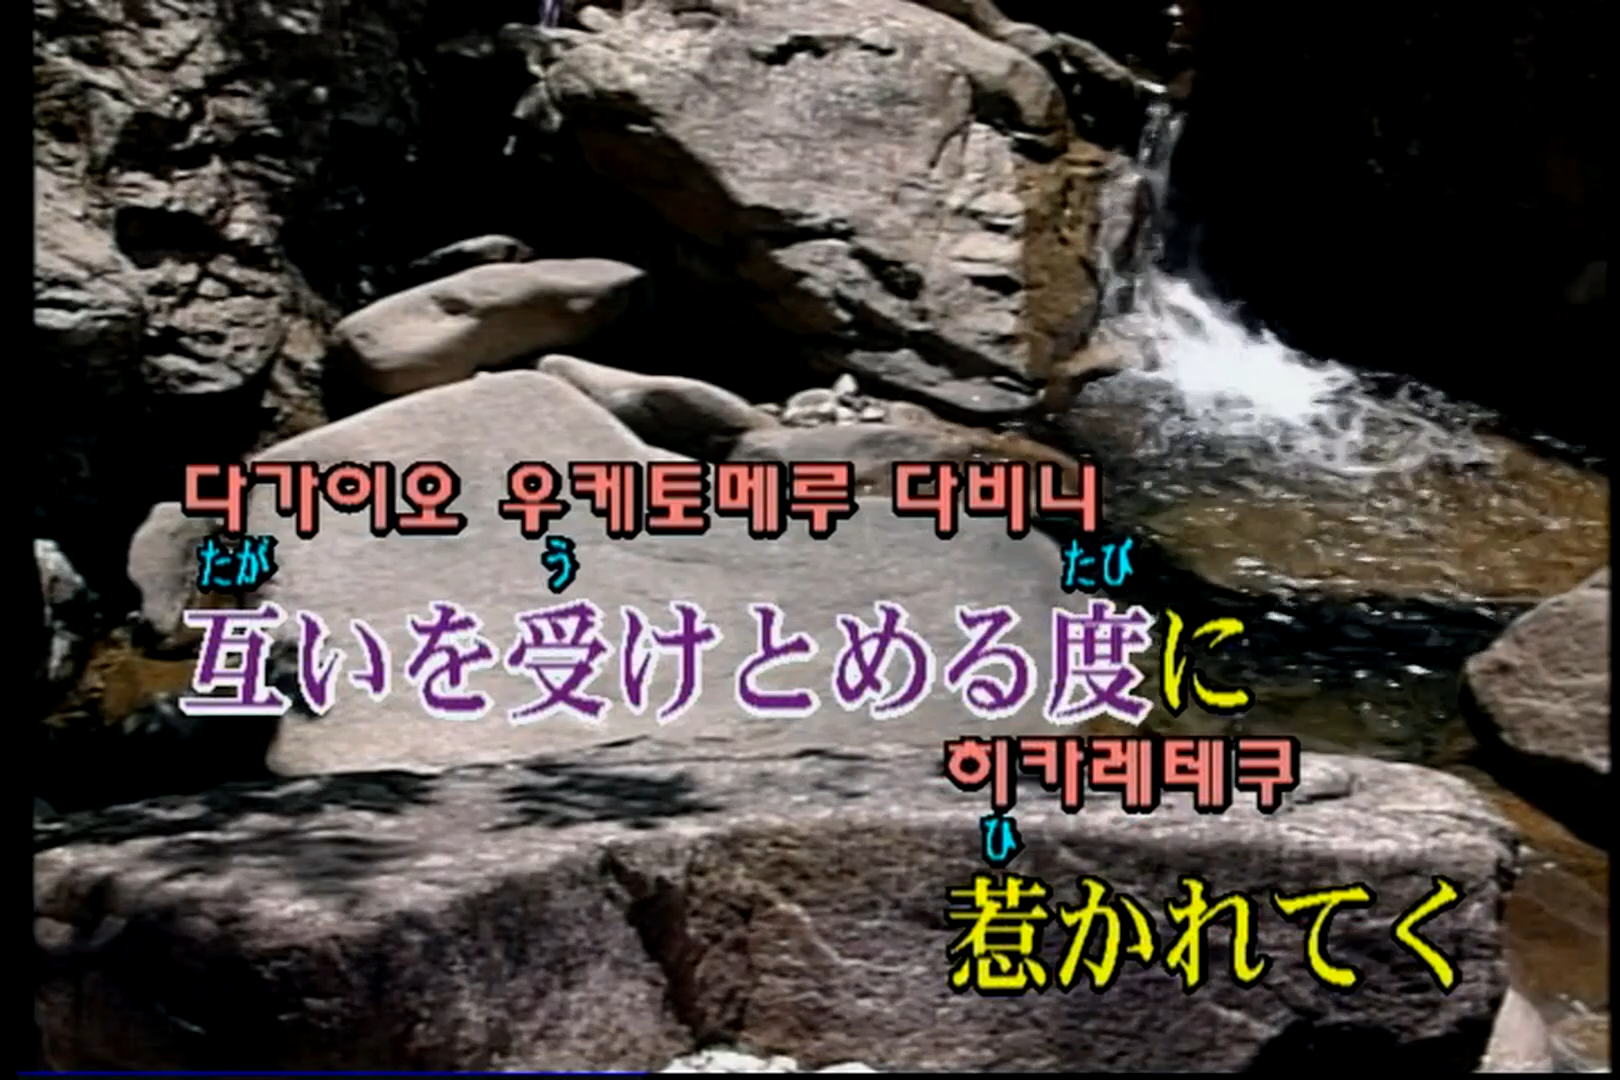 다가이오 우케토메루 다비니
たが う たび
互いを受けとめる度に
히카레테쿠
ひ
惹かれてく